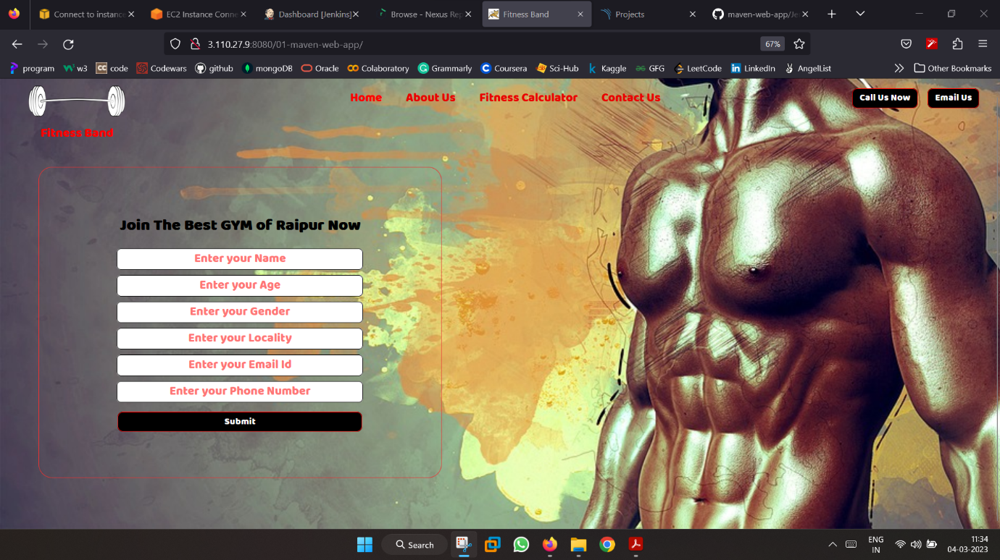 Connect to instance
EC2 Instance Conne
Dashboard [Jenkins]
Browse - Nexus Rep
Fitness Band
Projects
maven-web-app/Je
3.110.27.9:8080/01-maven-web-app/
67%
program
w3
CC code
Codewars
github
mongoDB
Oracle
Colaboratory
Grammarly
Coursera
Sci-Hub
Kaggle
GFG
LeetCode
LinkedIn
AngelList
Other Bookmarks
Home
About Us
Fitness Calculator
Contact Us
Call Us Now
Email Us
Fitness Band
Join The Best GYM of Raipur Now
Enter your Name
Enter your Age
Enter your Gender
Enter your Locality
Enter your Email Id
Enter your Phone Number
Submit
Search
ENG
IN
11:34
04-03-2023